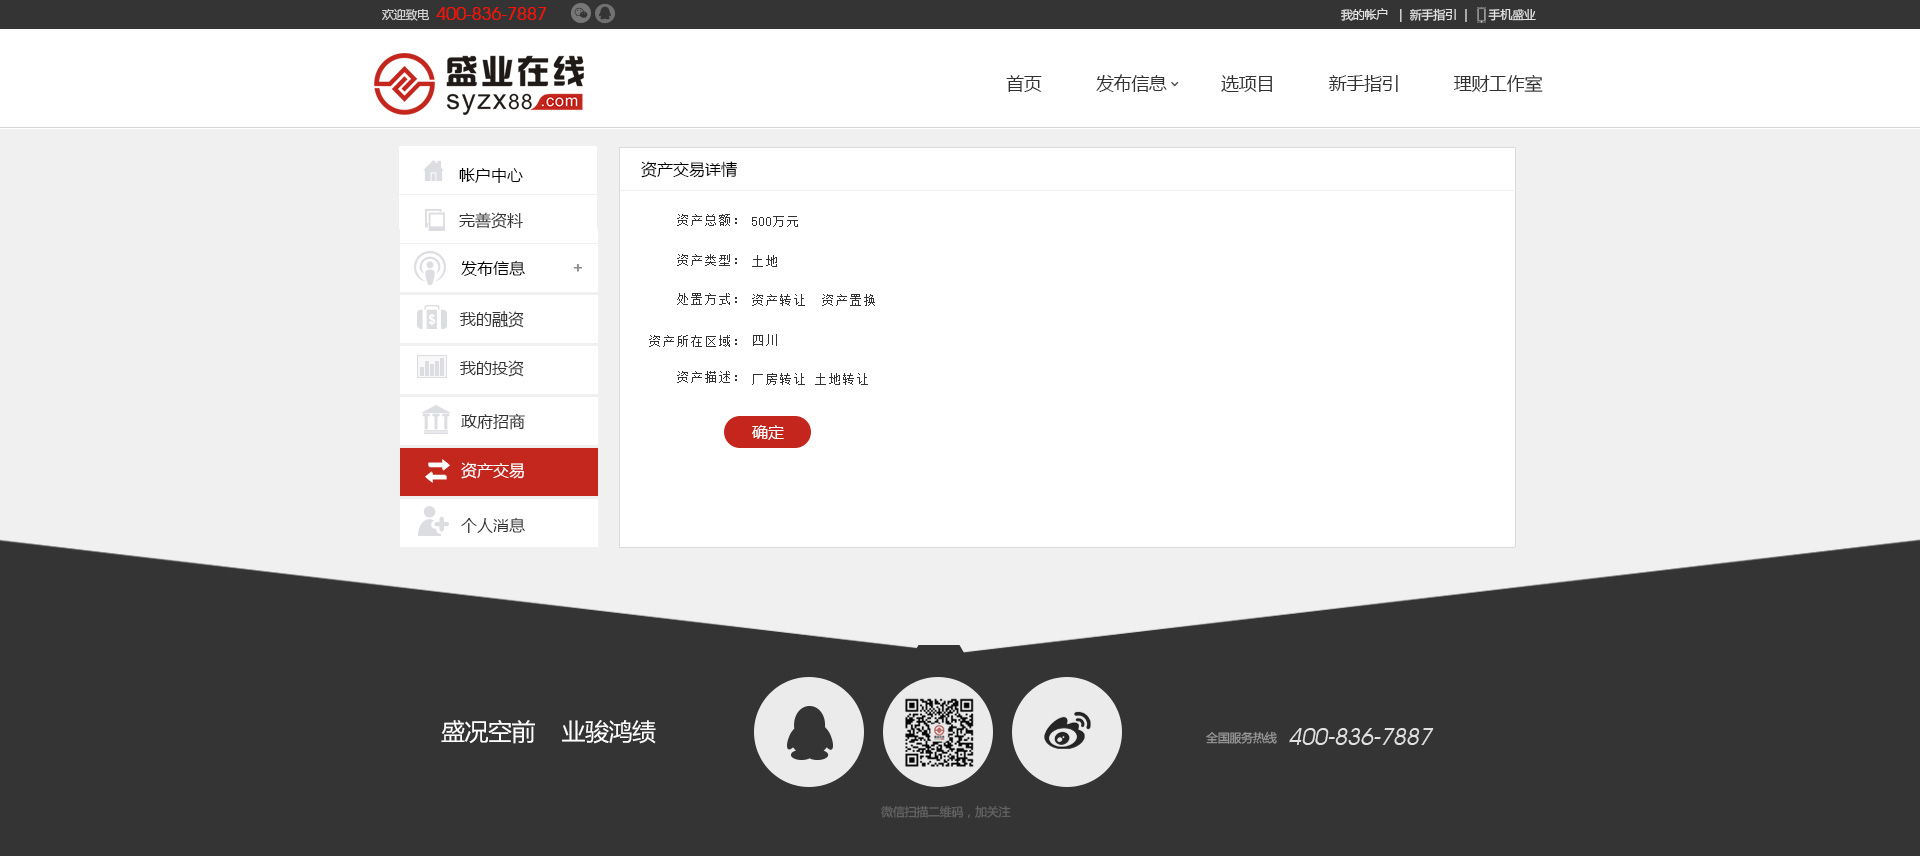 欢迎致电 400-836-7887
我的帐户 | 新手指引 | 手机盛业
盛业在线
syzx88.com
首页 发布信息 选项目 新手指引 理财工作室
帐户中心
完善资料
发布信息 +
我的融资
我的投资
政府招商
资产交易
个人消息
资产交易详情
资产总额： 500万元
资产类型： 土地
处置方式： 资产转让 资产置换
资产所在区域： 四川
资产描述： 厂房转让 土地转让
确定
盛况空前 业骏鸿绩
全国服务热线 400-836-7887
微信扫描二维码，加关注